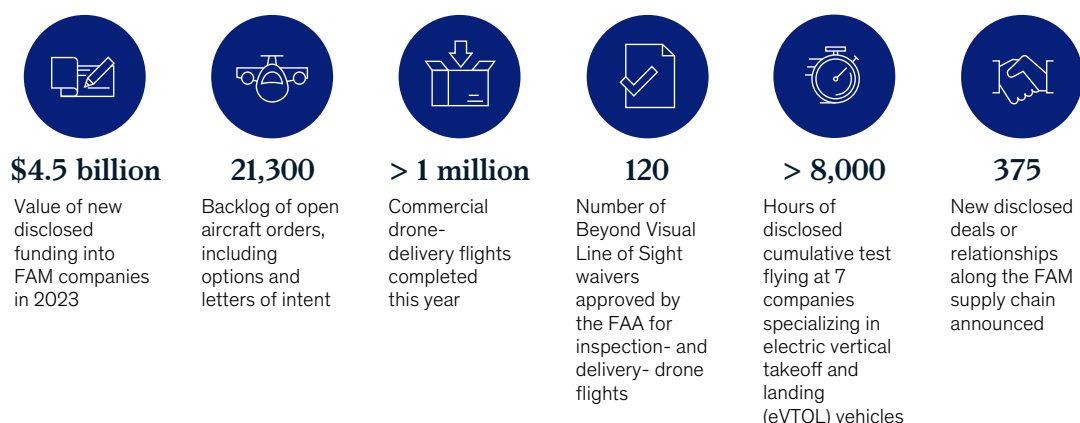 $4.5 billion
Value of new
disclosed
funding into
FAM companies
in 2023
21,300
Backlog of open
aircraft orders,
including
options and
letters of intent
> 1 million
Commercial
drone-
delivery flights
completed
this year
120
Number of
Beyond Visual
Line of Sight
waivers
approved by
the FAA for
inspection- and
delivery- drone
flights
> 8,000
Hours of
disclosed
cumulative test
flying at 7
companies
specializing in
electric vertical
takeoff and
landing
(eVTOL) vehicles
375
New disclosed
deals or
relationships
along the FAM
supply chain
announced